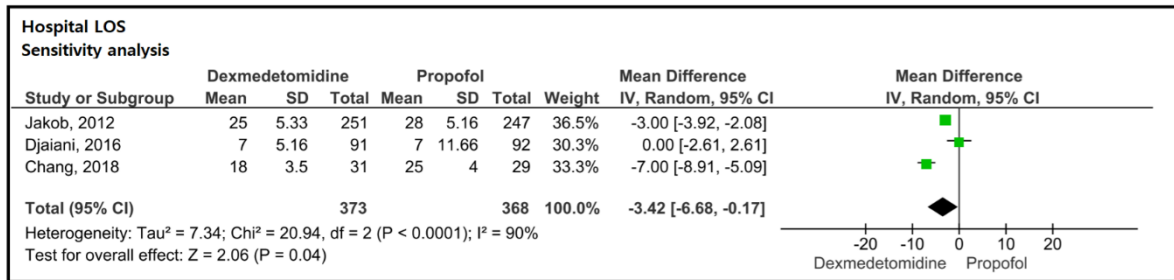 Hospital LOS
Sensitivity analysis
Dexmedetomidine Propofol Mean Difference Mean Difference
Study or Subgroup Mean SD Total Mean SD Total Weight IV, Random, 95% CI IV, Random, 95% CI
Jakob, 2012 25 5.33 251 28 5.16 247 36.5% -3.00 [-3.92, -2.08]
Djaiani, 2016 7 5.16 91 7 11.66 92 30.3% 0.00 [-2.61, 2.61]
Chang, 2018 18 3.5 31 25 4 29 33.3% -7.00 [-8.91, -5.09]
Total (95% CI) 373 368 100.0% -3.42 [-6.68, -0.17]
Heterogeneity: Tau² = 7.34; Chi² = 20.94, df = 2 (P < 0.0001); I² = 90%
Test for overall effect: Z = 2.06 (P = 0.04)
-20 -10 0 10 20
Dexmedetomidine Propofol